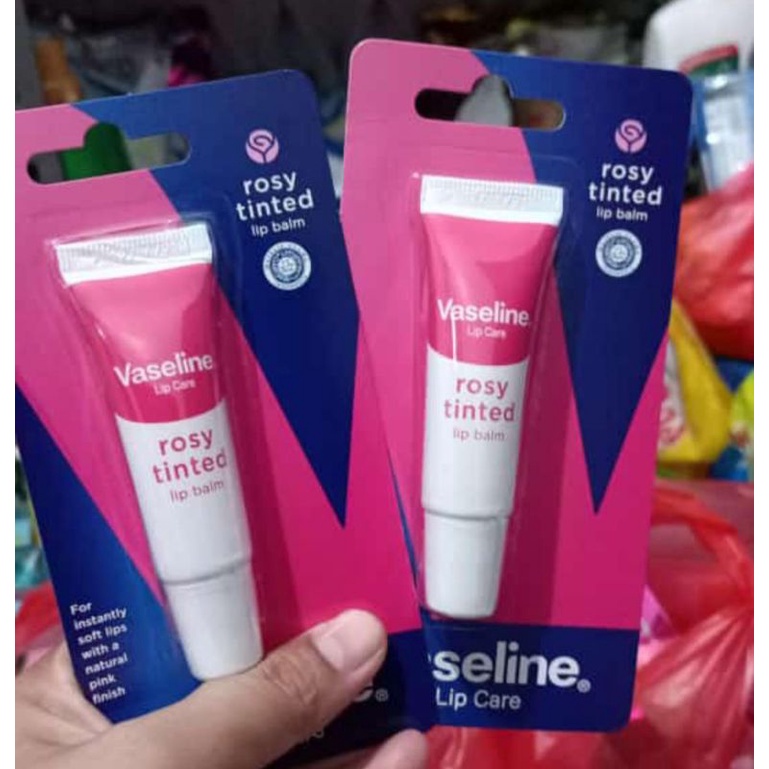 rosy
tinted
lip balm
Vaseline
Lip Care
rosy
tinted
lip balm
For
instantly
soft lips
with a
natural
pink
finish
rosy
tinted
lip balm
Vaseline
Lip Care
rosy
tinted
lip balm
seline®
Lip Care